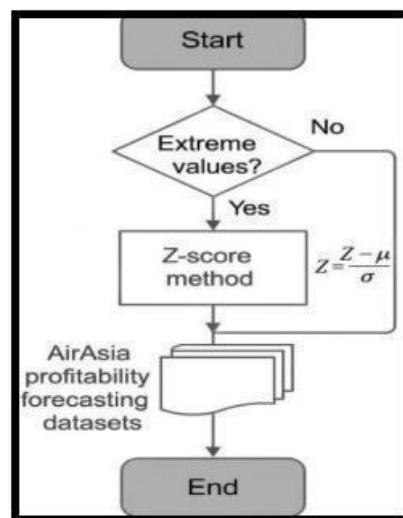 Start
No
Extreme
values?
Yes
Z-score
method
Z = Z − μ / σ
AirAsia
profitability
forecasting
datasets
End